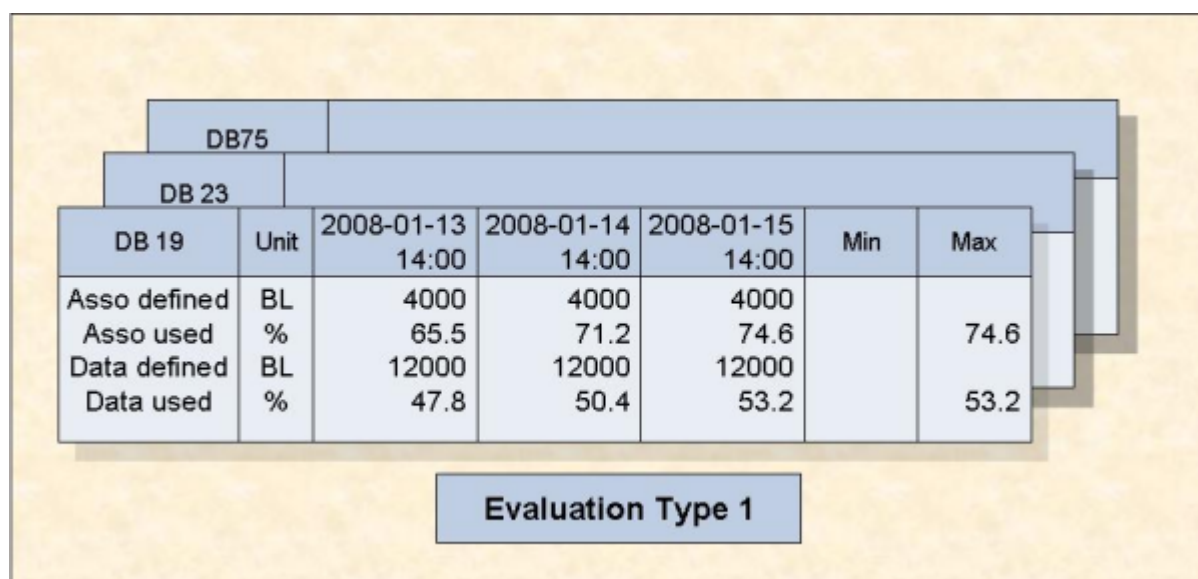 DB75
DB 23
DB 19 Unit 2008-01-13 14:00 2008-01-14 14:00 2008-01-15 14:00 Min Max
Asso defined BL 4000 4000 4000
Asso used % 65.5 71.2 74.6 74.6
Data defined BL 12000 12000 12000
Data used % 47.8 50.4 53.2 53.2
Evaluation Type 1